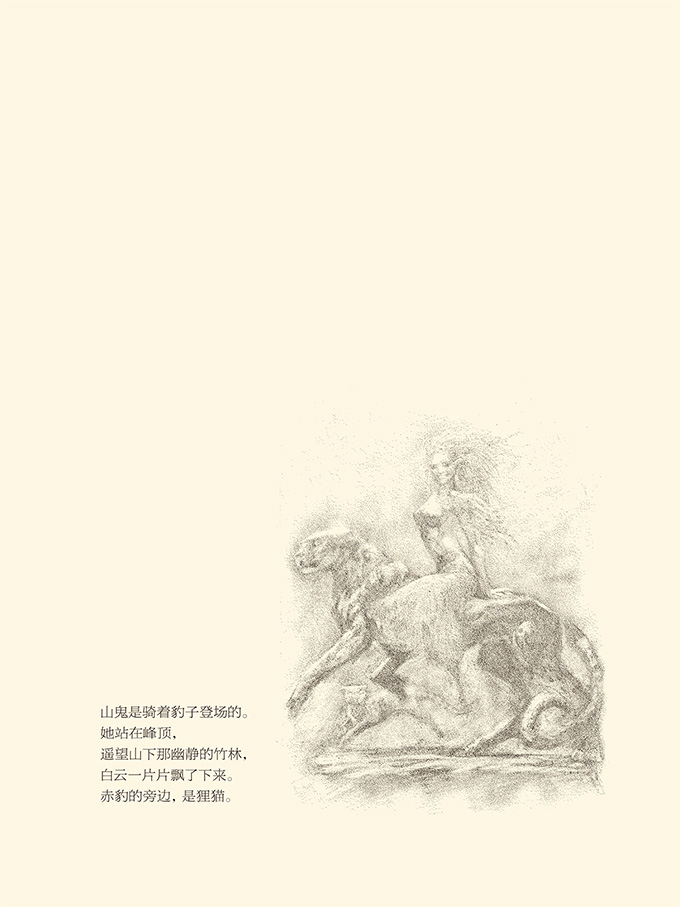 山鬼是骑着豹子登场的。
她站在峰顶，
遥望山下那幽静的竹林，
白云一片片飘了下来。
赤豹的旁边，是狸猫。